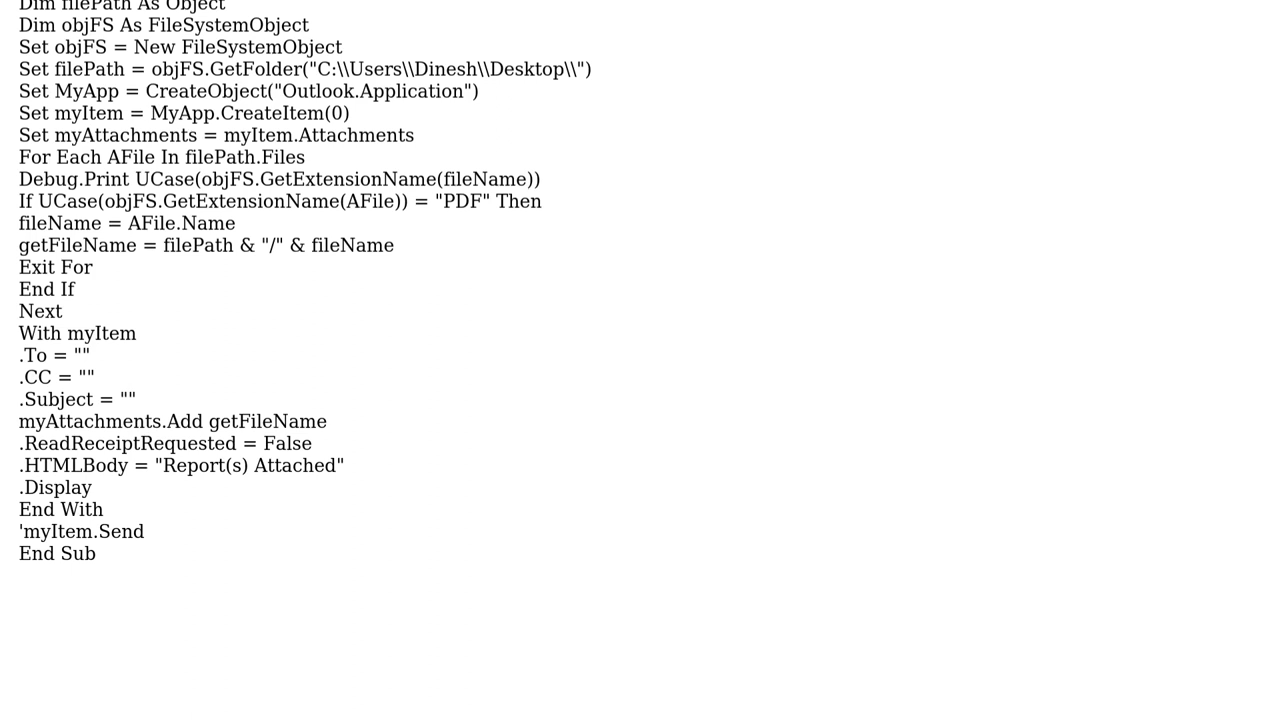 Dim filePath As Object
Dim objFS As FileSystemObject
Set objFS = New FileSystemObject
Set filePath = objFS.GetFolder("C:\\Users\\Dinesh\\Desktop\\")
Set MyApp = CreateObject("Outlook.Application")
Set myItem = MyApp.CreateItem(0)
Set myAttachments = myItem.Attachments
For Each AFile In filePath.Files
Debug.Print UCase(objFS.GetExtensionName(fileName))
If UCase(objFS.GetExtensionName(AFile)) = "PDF" Then
fileName = AFile.Name
getFileName = filePath & "/" & fileName
Exit For
End If
Next
With myItem
.To = ""
.CC = ""
.Subject = ""
myAttachments.Add getFileName
.ReadReceiptRequested = False
.HTMLBody = "Report(s) Attached"
.Display
End With
'myItem.Send
End Sub